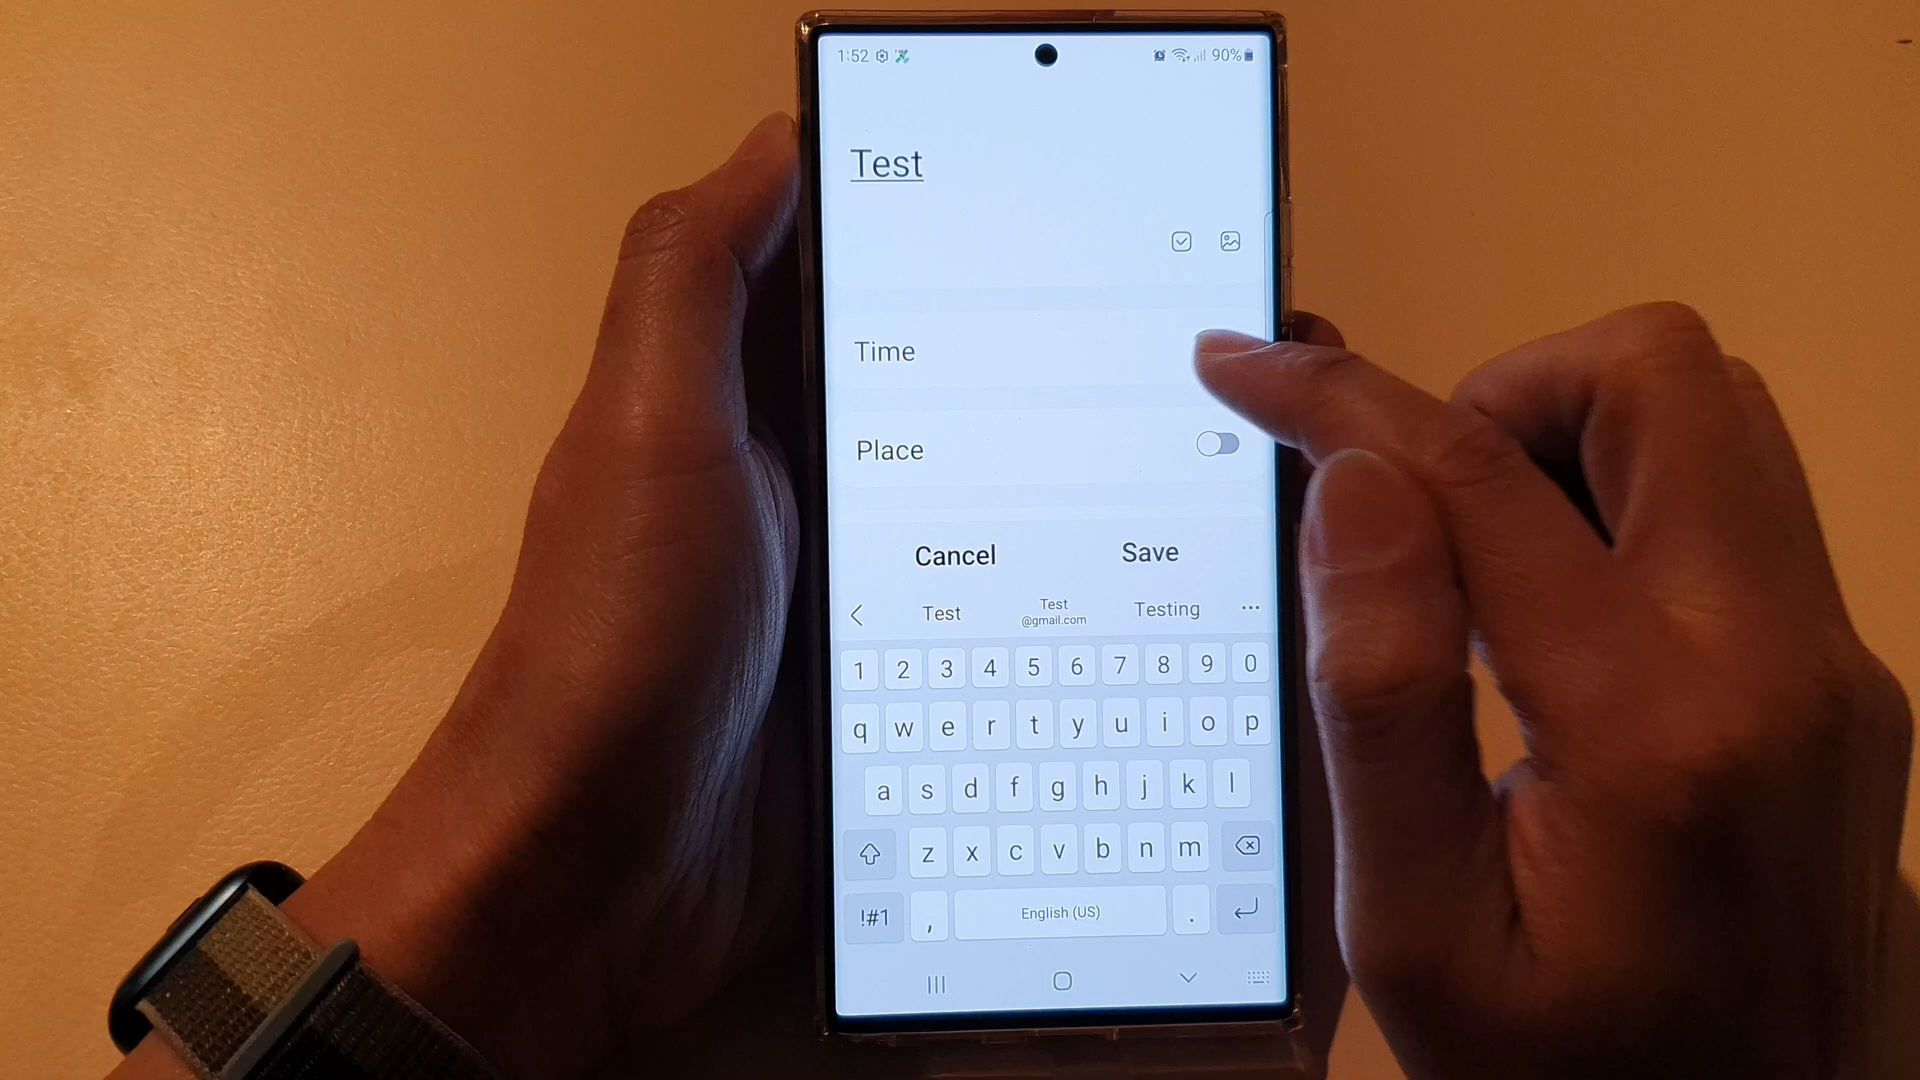 1:52 90%
Test
Time
Place
Cancel Save
Test Test Testing ...
@gmail.com
1 2 3 4 5 6 7 8 9 0
q w e r t y u i o p
a s d f g h j k l
z x c v b n m
!#1 , English (US) .